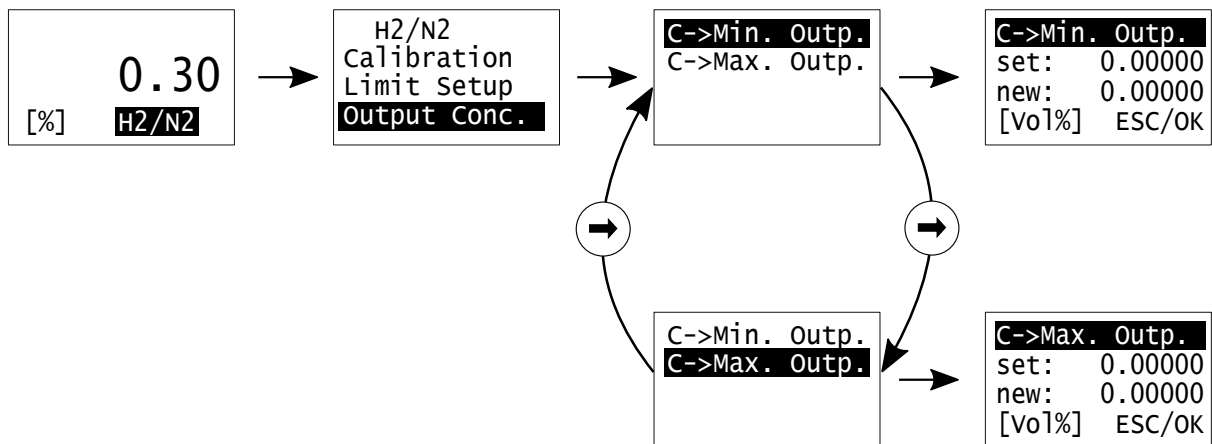 0.30
[%] H2/N2
H2/N2
Calibration
Limit Setup
Output Conc.
C->Min. Outp.
C->Max. Outp.
C->Min. Outp.
set: 0.00000
new: 0.00000
[Vol%] ESC/OK
C->Min. Outp.
C->Max. Outp.
C->Max. Outp.
set: 0.00000
new: 0.00000
[Vol%] ESC/OK